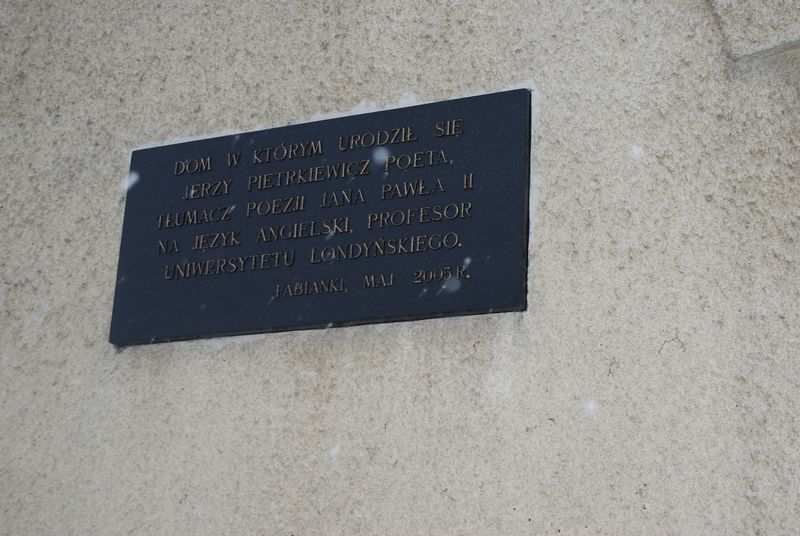 DOM W KTÓRYM URODZIŁ SIĘ
JERZY PIETRKIEWICZ POETA,
TŁUMACZ POEZJI JANA PAWŁA II
NA JĘZYK ANGIELSKI, PROFESOR
UNIWERSYTETU LONDYŃSKIEGO.
FABIANKI, MAJ 2005 R.